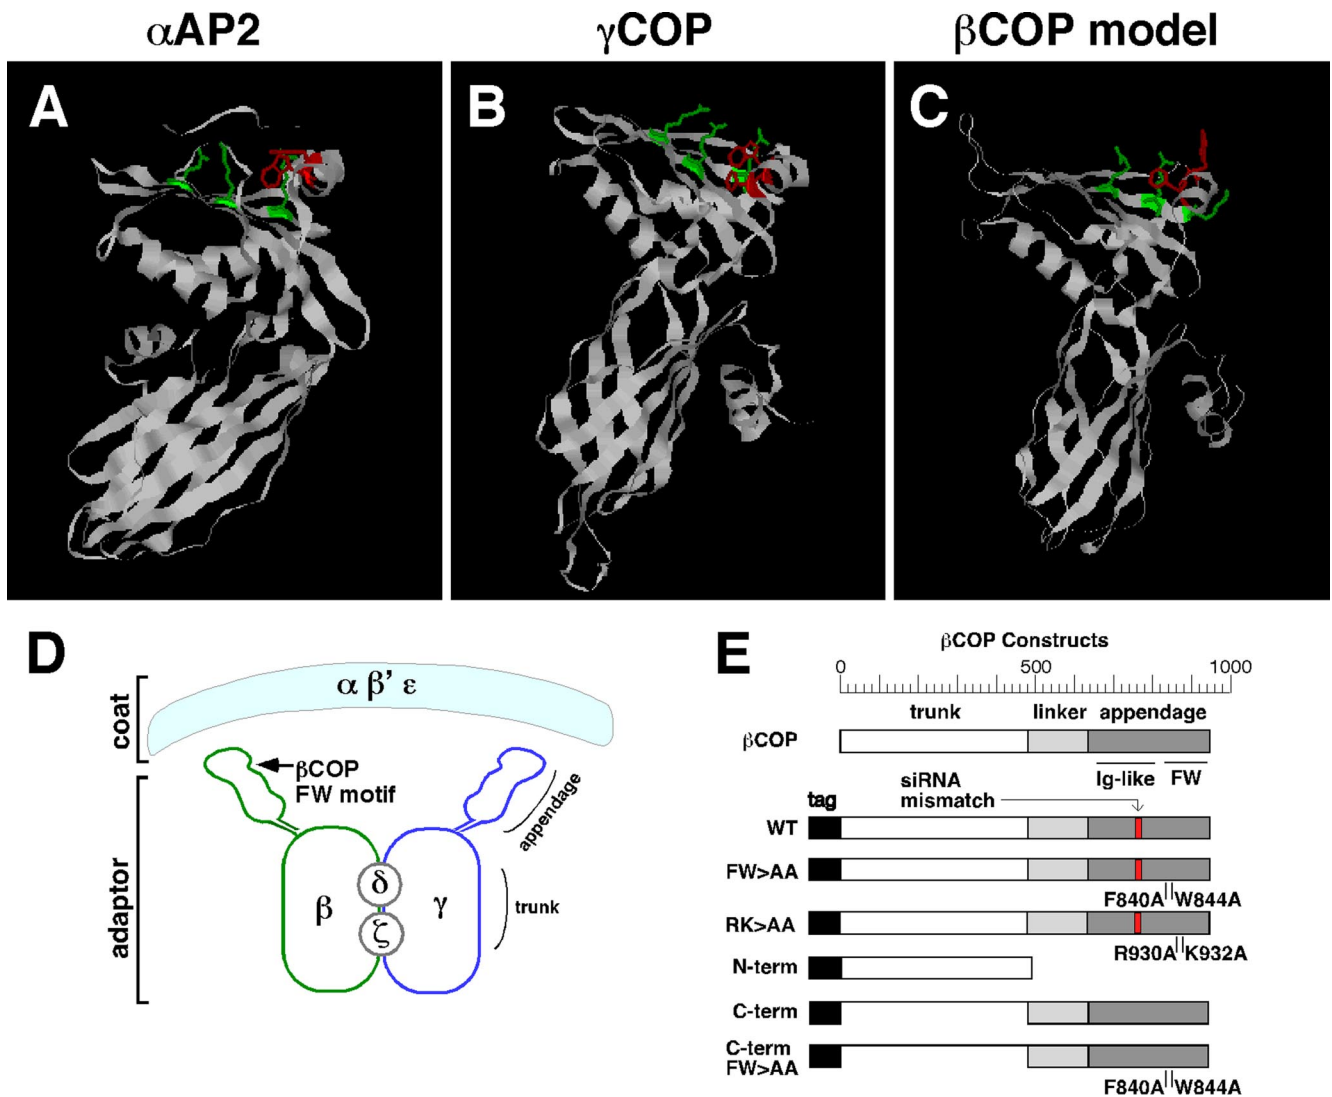 αAP2
γCOP
βCOP model
A
B
C
D
coat
α β' ε
βCOP
FW motif
appendage
adaptor
β
δ
ζ
γ
trunk
E
βCOP Constructs
0 500 1000
trunk linker appendage
βCOP
Ig-like FW
siRNA
mismatch
tag
WT
FW>AA
F840A W844A
RK>AA
R930A K932A
N-term
C-term
C-term
FW>AA
F840A W844A